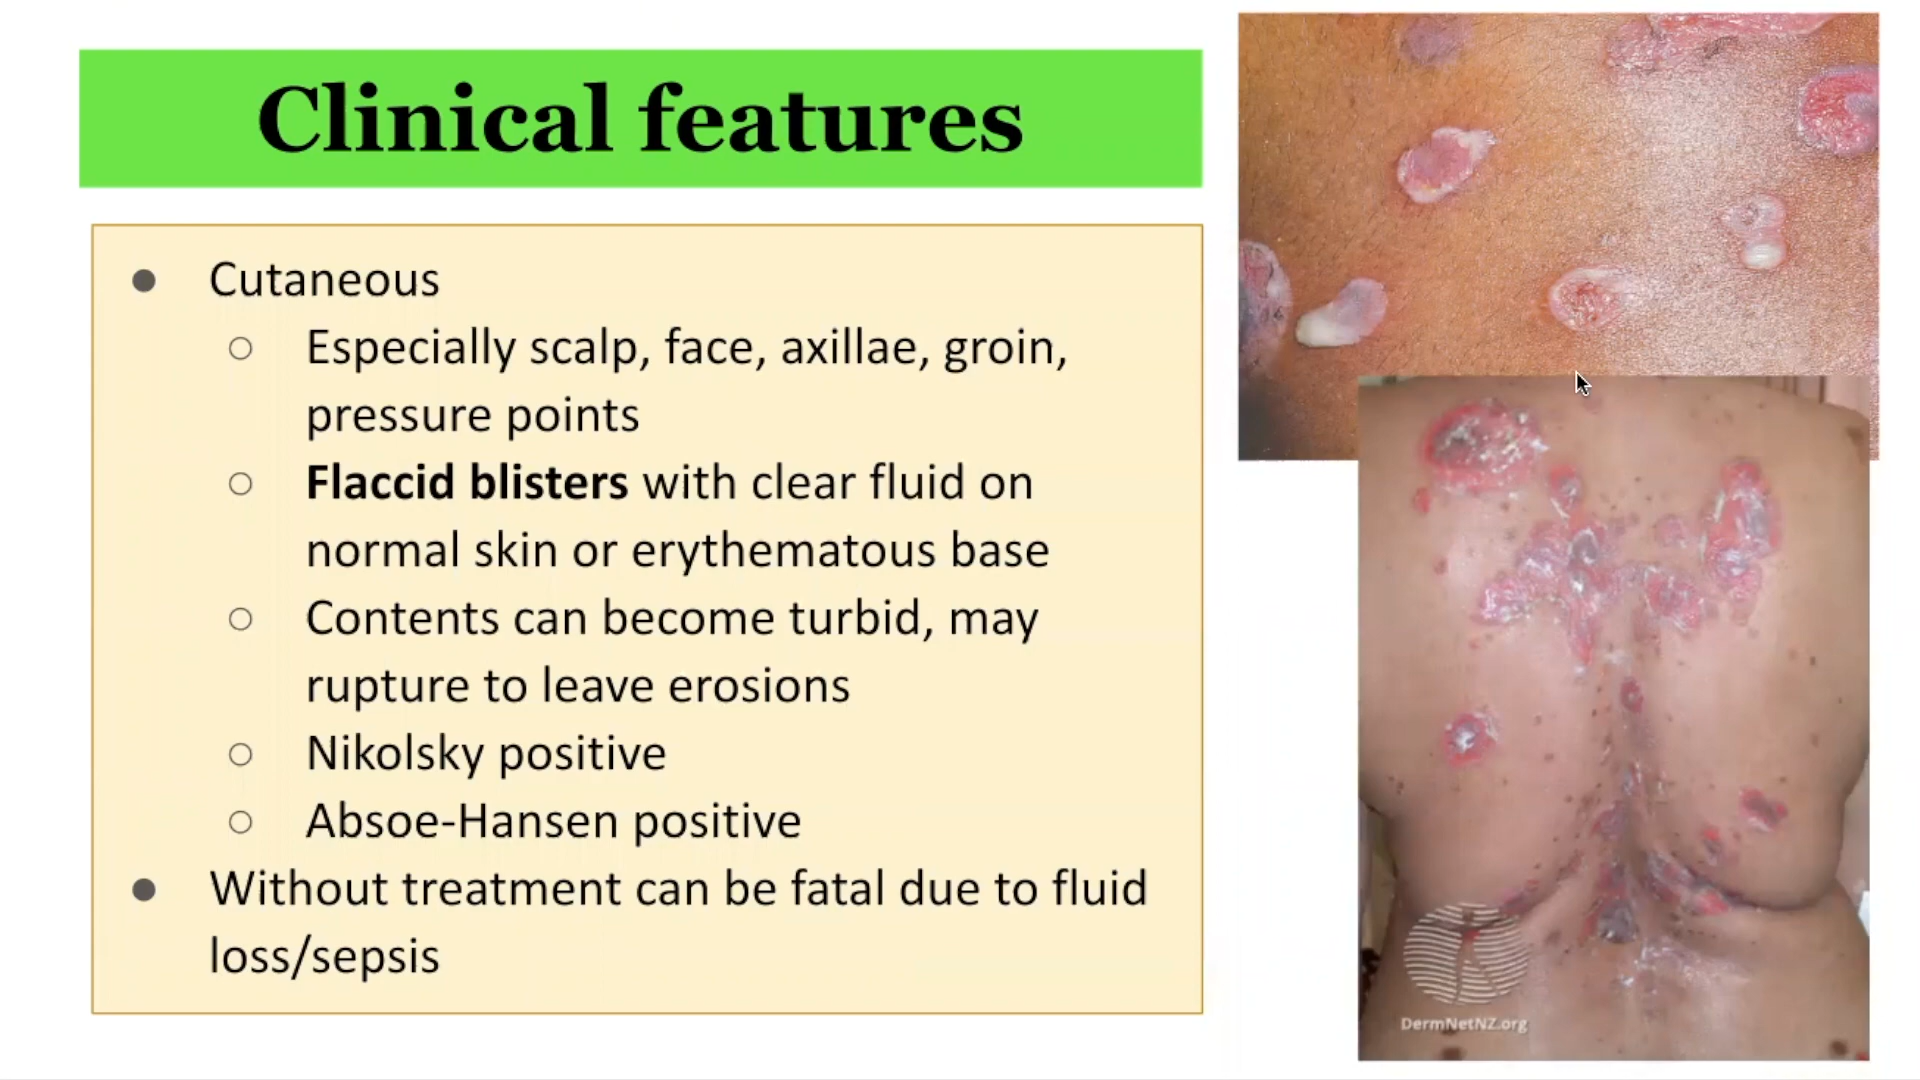 Clinical features
● Cutaneous
○ Especially scalp, face, axillae, groin,
pressure points
○ Flaccid blisters with clear fluid on
normal skin or erythematous base
○ Contents can become turbid, may
rupture to leave erosions
○ Nikolsky positive
○ Absoe-Hansen positive
● Without treatment can be fatal due to fluid
loss/sepsis
DermNetNZ.org